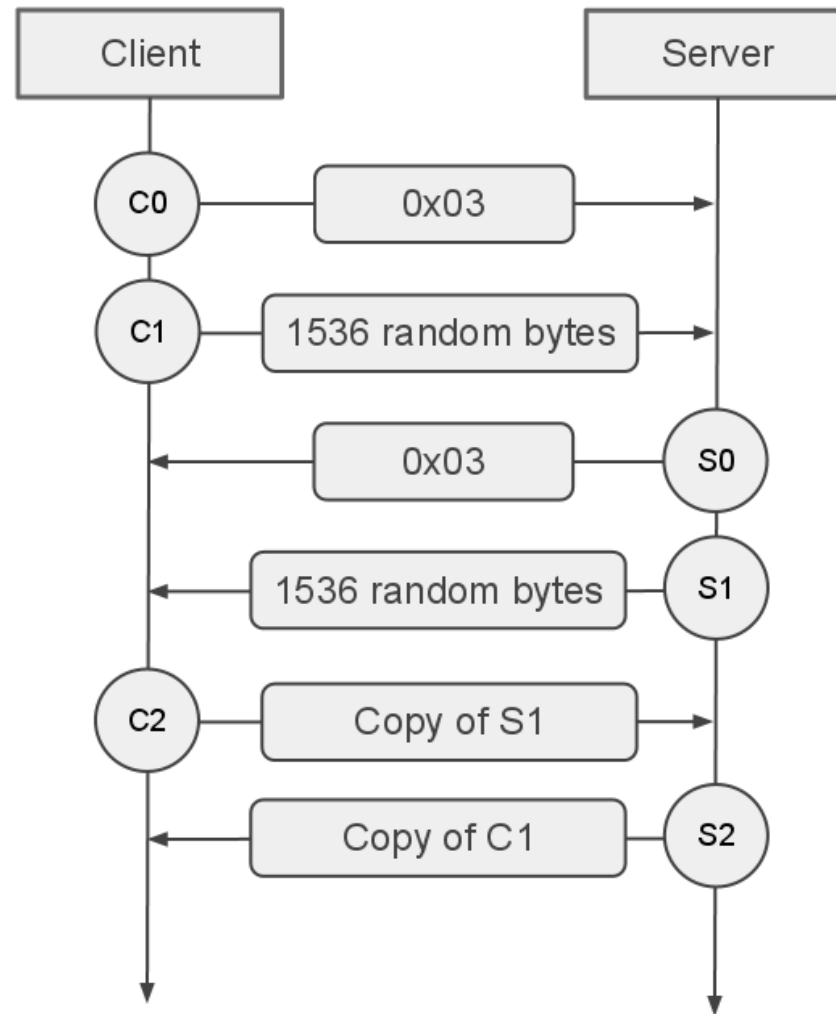 Client
Server
C0
0x03
C1
1536 random bytes
0x03
S0
1536 random bytes
S1
C2
Copy of S1
Copy of C1
S2